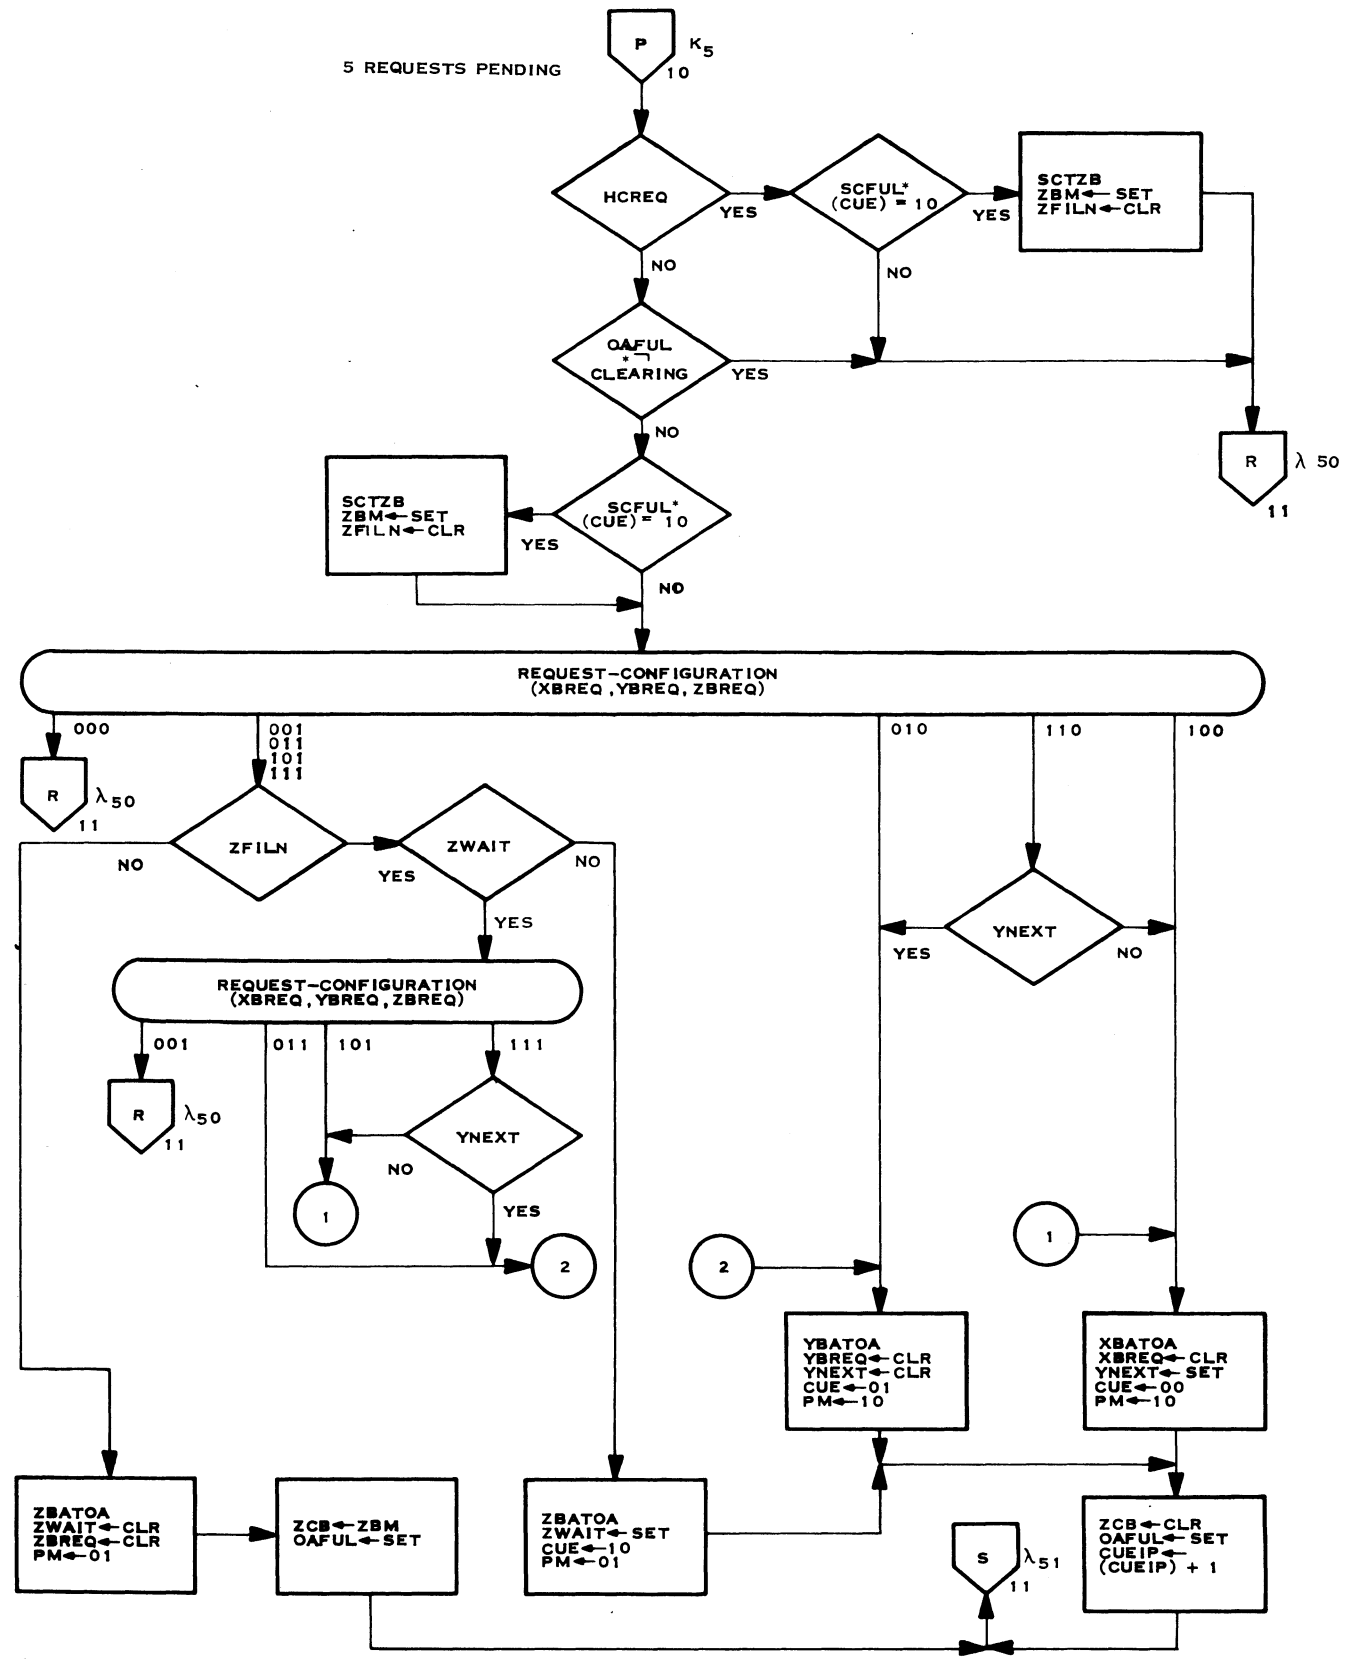 P K5
5 REQUESTS PENDING
10
HCREQ
YES
SCFUL*
(CUE) = 10
YES
SCTZB
ZBM←SET
ZFILN←CLR
NO
NO
OAFUL
*¬
CLEARING
YES
NO
R λ 50
11
SCTZB
ZBM←SET
ZFILN←CLR
YES
SCFUL*
(CUE) = 10
NO
REQUEST-CONFIGURATION
(XBREQ, YBREQ, ZBREQ)
000
001
011
101
111
010
110
100
R λ50
11
NO
ZFILN
YES
ZWAIT
NO
YES
YES
YNEXT
NO
REQUEST-CONFIGURATION
(XBREQ, YBREQ, ZBREQ)
001
011
101
111
R λ50
11
NO
YNEXT
YES
1
2
2
1
YBATOA
YBREQ←CLR
YNEXT←CLR
CUE←01
PM←10
XBATOA
XBREQ←CLR
YNEXT←SET
CUE←00
PM←10
ZBATOA
ZWAIT←CLR
ZBREQ←CLR
PM←01
ZCB←ZBM
OAFUL←SET
ZBATOA
ZWAIT←SET
CUE←10
PM←01
S λ51
11
ZCB←CLR
OAFUL←SET
CUEIP←
(CUEIP) + 1